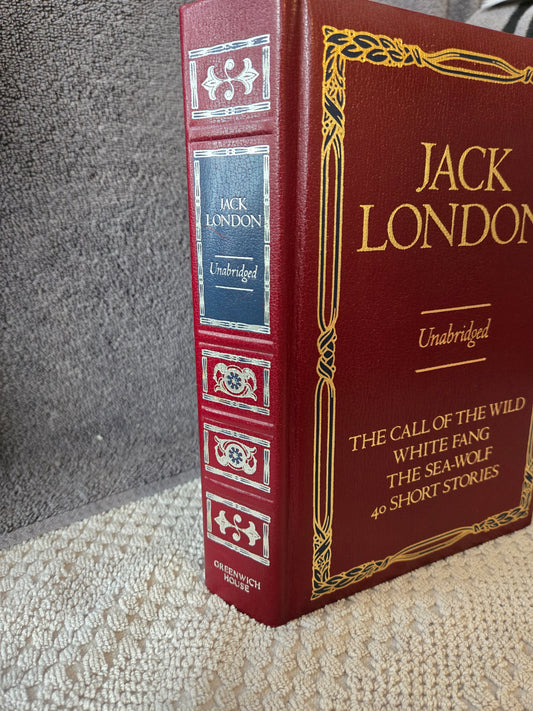 JACK
LONDON
Unabridged
GREENWICH
HOUSE
JACK
LONDON
Unabridged
THE CALL OF THE WILD
WHITE FANG
THE SEA-WOLF
40 SHORT STORIES